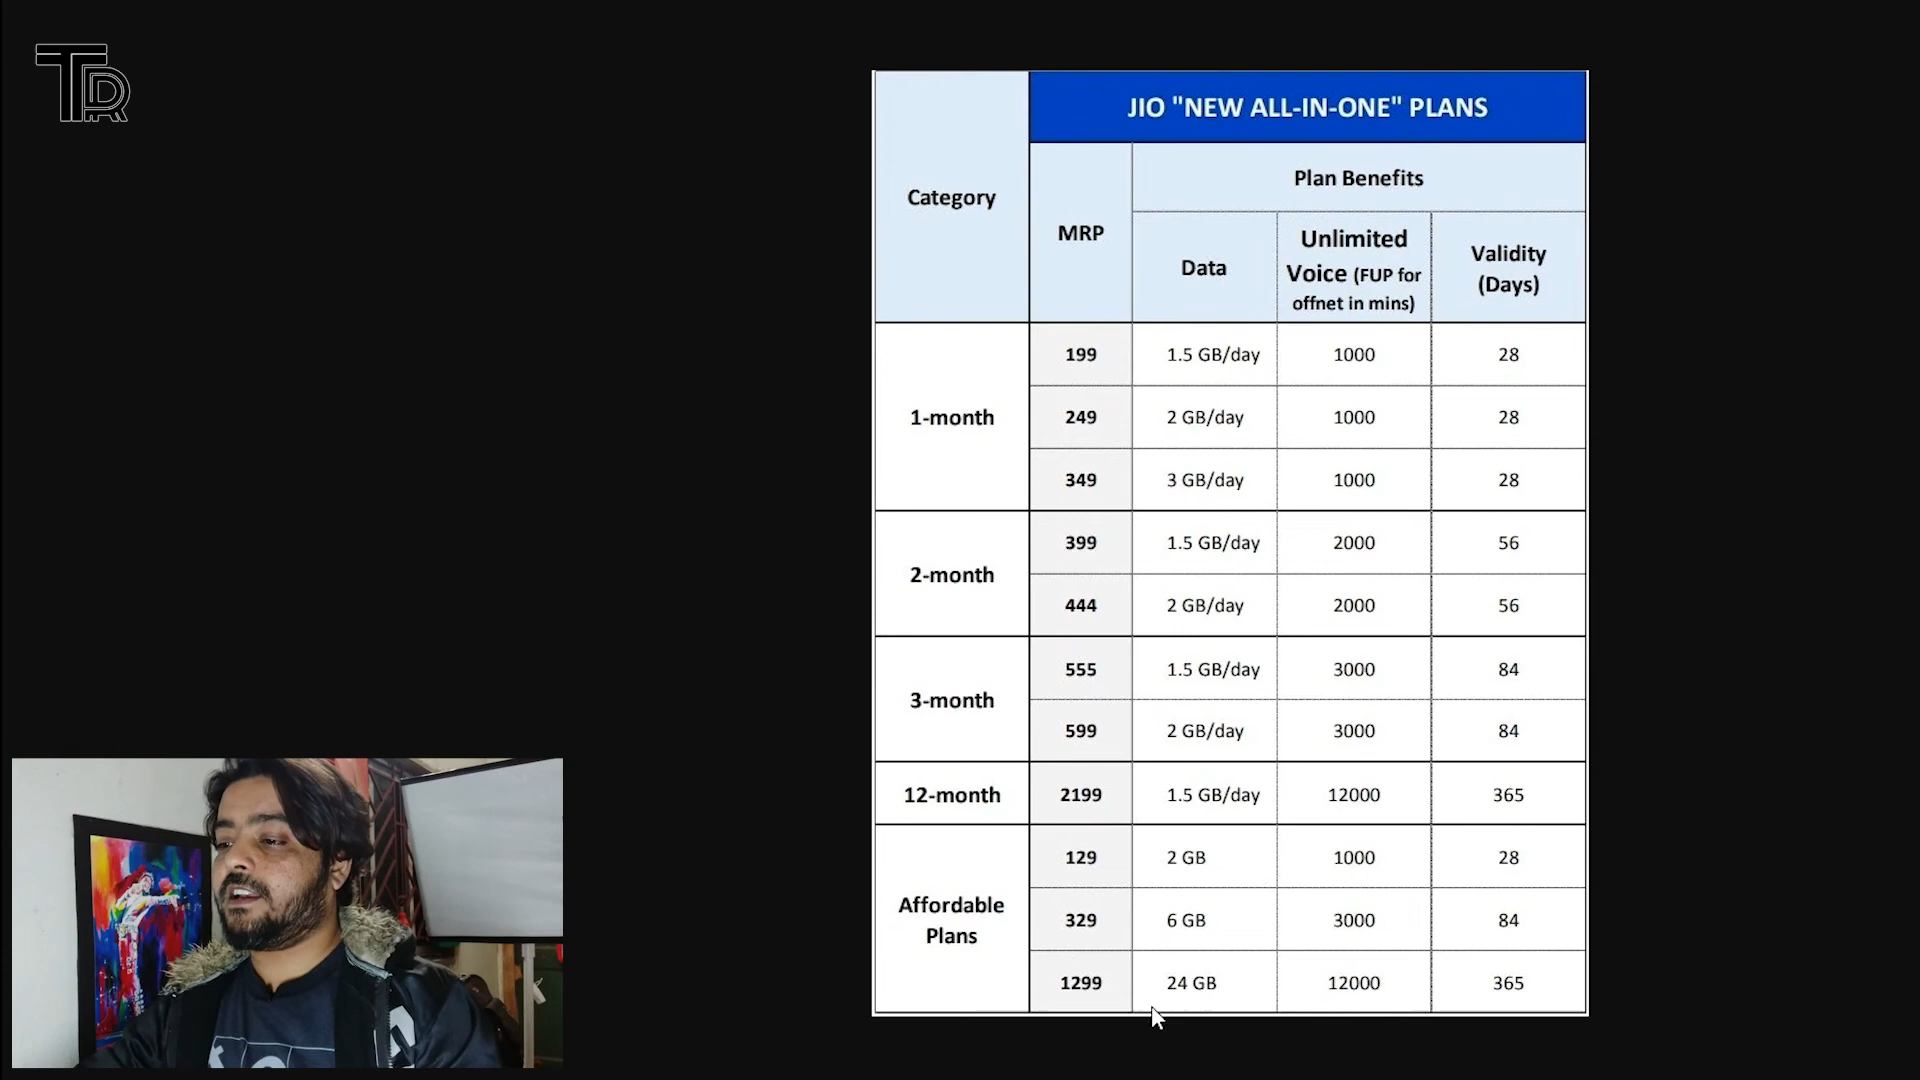 TDR
JIO "NEW ALL-IN-ONE" PLANS
Category
MRP
Plan Benefits
Data
Unlimited
Voice (FUP for
offnet in mins)
Validity
(Days)
1-month
199 1.5 GB/day 1000 28
249 2 GB/day 1000 28
349 3 GB/day 1000 28
2-month
399 1.5 GB/day 2000 56
444 2 GB/day 2000 56
3-month
555 1.5 GB/day 3000 84
599 2 GB/day 3000 84
12-month 2199 1.5 GB/day 12000 365
Affordable
Plans
129 2 GB 1000 28
329 6 GB 3000 84
1299 24 GB 12000 365